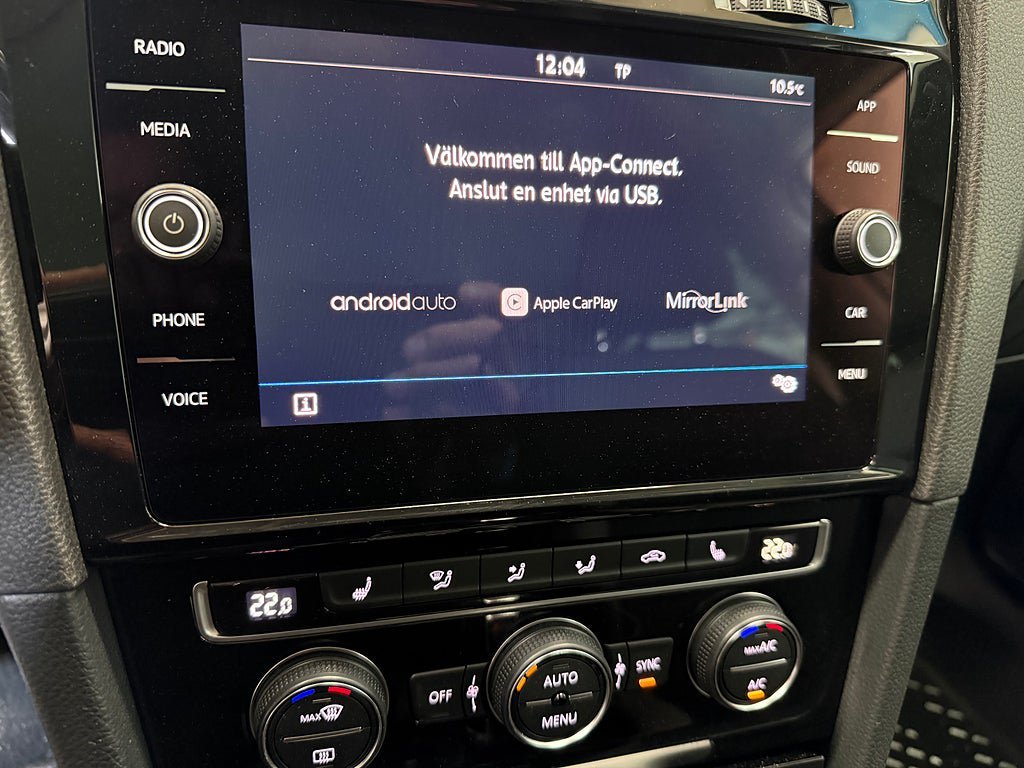 RADIO
MEDIA
PHONE
VOICE
12:04 TP
10.5°C
Välkommen till App-Connect.
Anslut en enhet via USB.
androidauto Apple CarPlay MirrorLink
i
APP
SOUND
CAR
MENU
22.0
22.0
MAX
OFF
AUTO
MENU
SYNC
MAX A/C
A/C